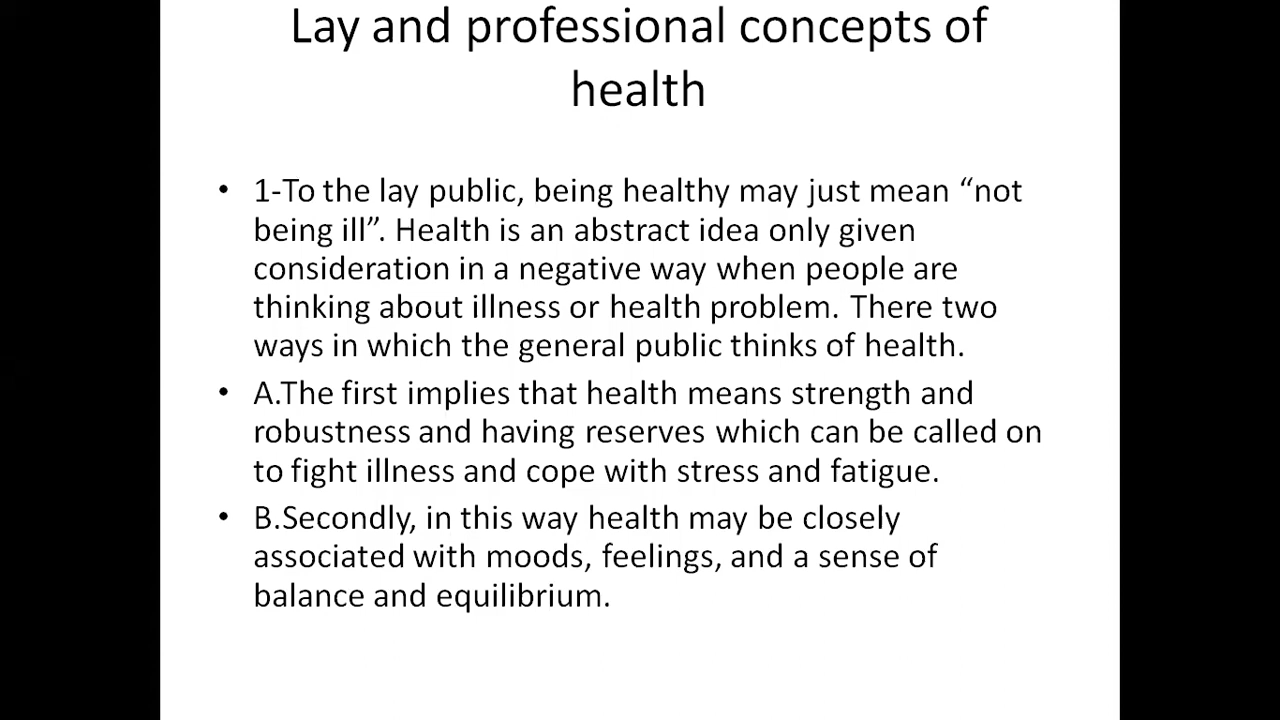 Lay and professional concepts of
health
• 1-To the lay public, being healthy may just mean “not
being ill”. Health is an abstract idea only given
consideration in a negative way when people are
thinking about illness or health problem. There two
ways in which the general public thinks of health.
• A.The first implies that health means strength and
robustness and having reserves which can be called on
to fight illness and cope with stress and fatigue.
• B.Secondly, in this way health may be closely
associated with moods, feelings, and a sense of
balance and equilibrium.